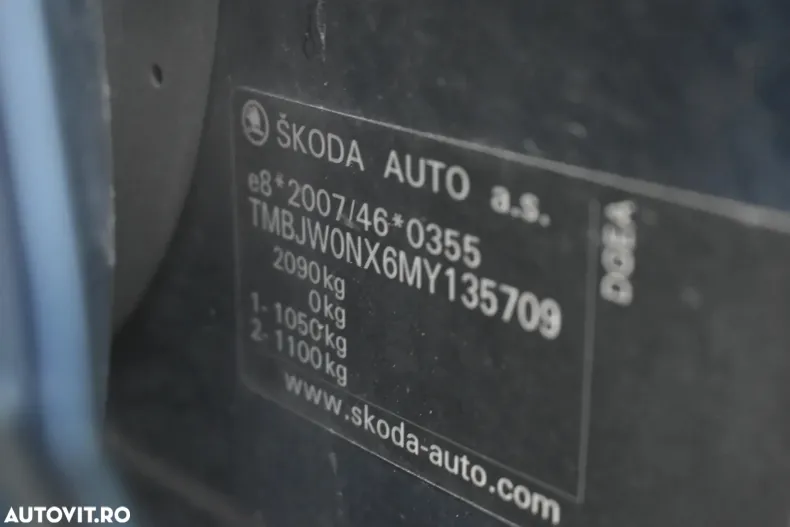 ŠKODA AUTO a.s.
e8*2007/46*0355
TMBJW0NX6MY135709
2090kg
0kg
1-1050kg
2-1100kg
www.skoda-auto.com
AUTOVIT.RO